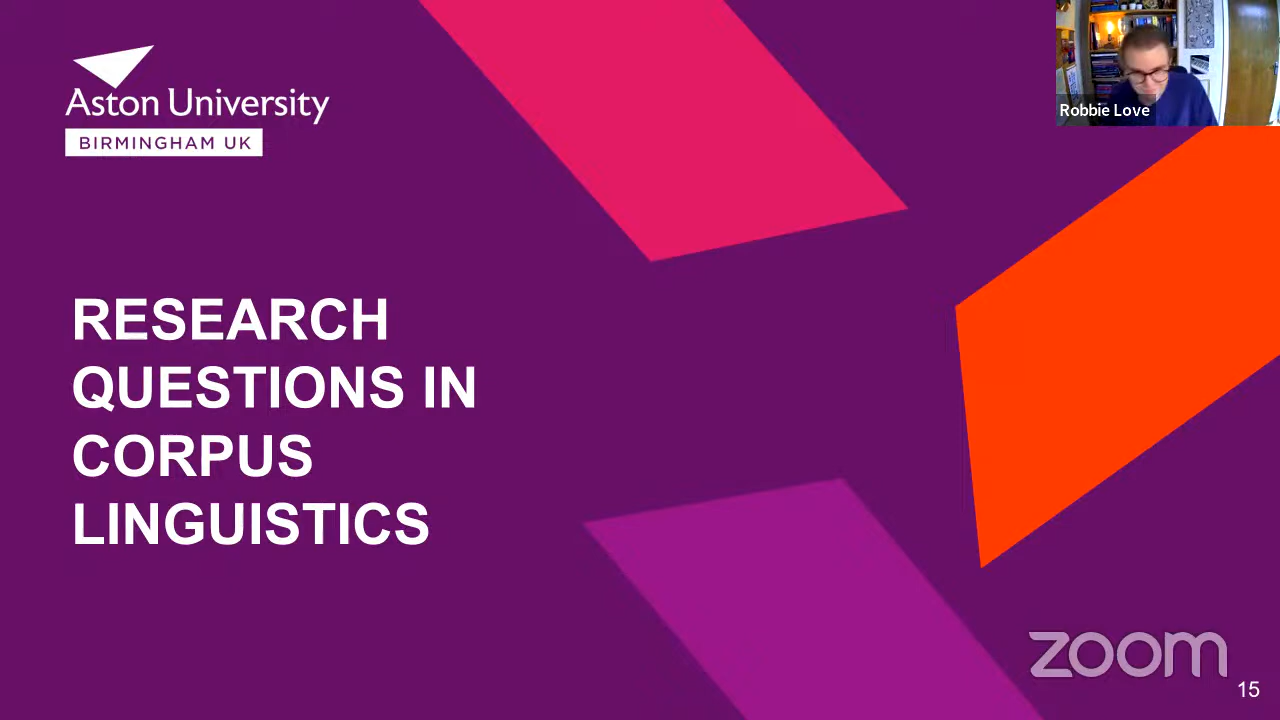 Aston University
BIRMINGHAM UK
Robbie Love
RESEARCH
QUESTIONS IN
CORPUS
LINGUISTICS
zoom
15